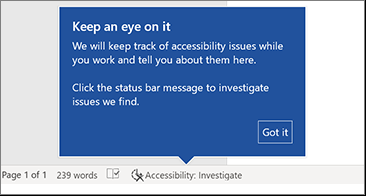 Keep an eye on it
We will keep track of accessibility issues while
you work and tell you about them here.
Click the status bar message to investigate
issues we find.
Got it
Page 1 of 1 239 words Accessibility: Investigate